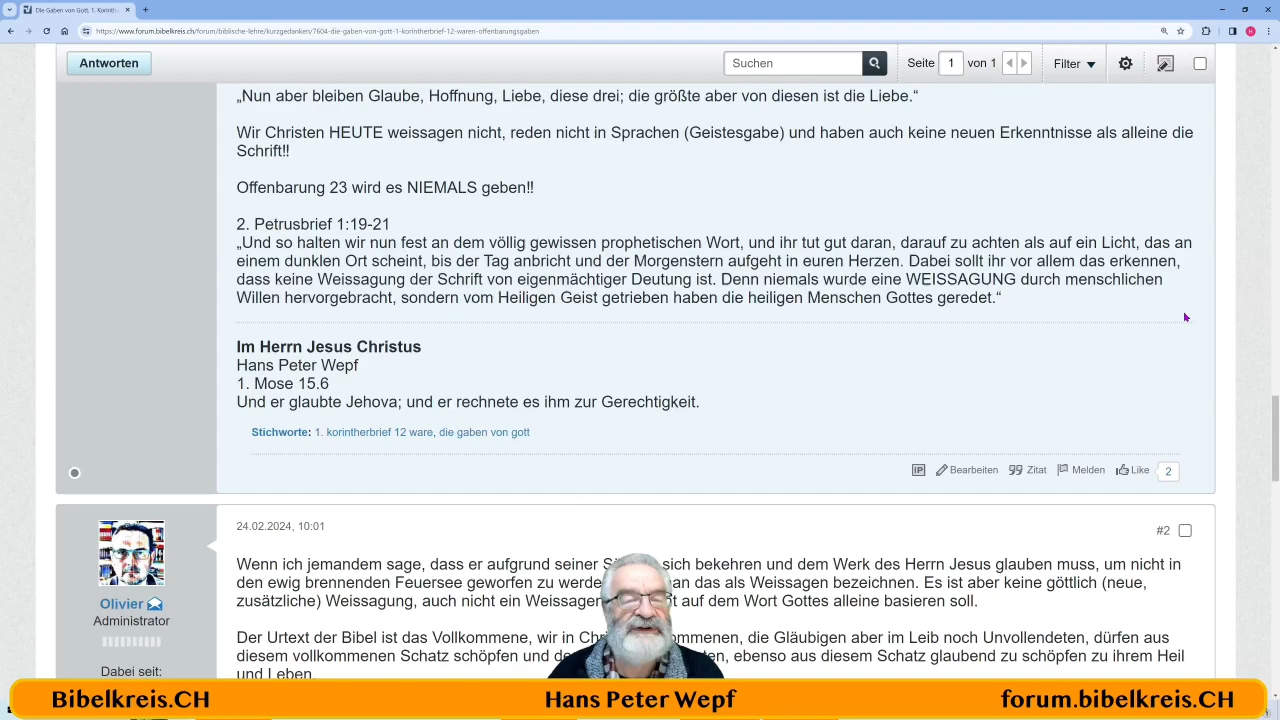 Die Gaben von Gott, 1. Korinth
https://www.forum.bibelkreis.ch/forum/biblische-lehre/kurzgedanken/7604-die-gaben-von-gott-1-korintherbrief-12-waren-offenbarungsgaben
Antworten
Suchen
Seite 1 von 1
Filter
„Nun aber bleiben Glaube, Hoffnung, Liebe, diese drei; die größte aber von diesen ist die Liebe.“
Wir Christen HEUTE weissagen nicht, reden nicht in Sprachen (Geistesgabe) und haben auch keine neuen Erkenntnisse als alleine die
Schrift!!
Offenbarung 23 wird es NIEMALS geben!!
2. Petrusbrief 1:19-21
„Und so halten wir nun fest an dem völlig gewissen prophetischen Wort, und ihr tut gut daran, darauf zu achten als auf ein Licht, das an
einem dunklen Ort scheint, bis der Tag anbricht und der Morgenstern aufgeht in euren Herzen. Dabei sollt ihr vor allem das erkennen,
dass keine Weissagung der Schrift von eigenmächtiger Deutung ist. Denn niemals wurde eine WEISSAGUNG durch menschlichen
Willen hervorgebracht, sondern vom Heiligen Geist getrieben haben die heiligen Menschen Gottes geredet.“
Im Herrn Jesus Christus
Hans Peter Wepf
1. Mose 15.6
Und er glaubte Jehova; und er rechnete es ihm zur Gerechtigkeit.
Stichworte: 1. korintherbrief 12 ware, die gaben von gott
IP Bearbeiten Zitat Melden Like 2
24.02.2024, 10:01
#2
Wenn ich jemandem sage, dass er aufgrund seiner sich bekehren und dem Werk des Herrn Jesus glauben muss, um nicht in
den ewig brennenden Feuersee geworfen zu werde an das als Weissagen bezeichnen. Es ist aber keine göttlich (neue,
zusätzliche) Weissagung, auch nicht ein Weissagen auf dem Wort Gottes alleine basieren soll.
Olivier
Administrator
Der Urtext der Bibel ist das Vollkommene, wir in Chr ommenen, die Gläubigen aber im Leib noch Unvollendeten, dürfen aus
diesem vollkommenen Schatz schöpfen und de ten, ebenso aus diesem Schatz glaubend zu schöpfen zu ihrem Heil
und Leben.
Dabei seit:
Bibelkreis.CH
Hans Peter Wepf
forum.bibelkreis.CH